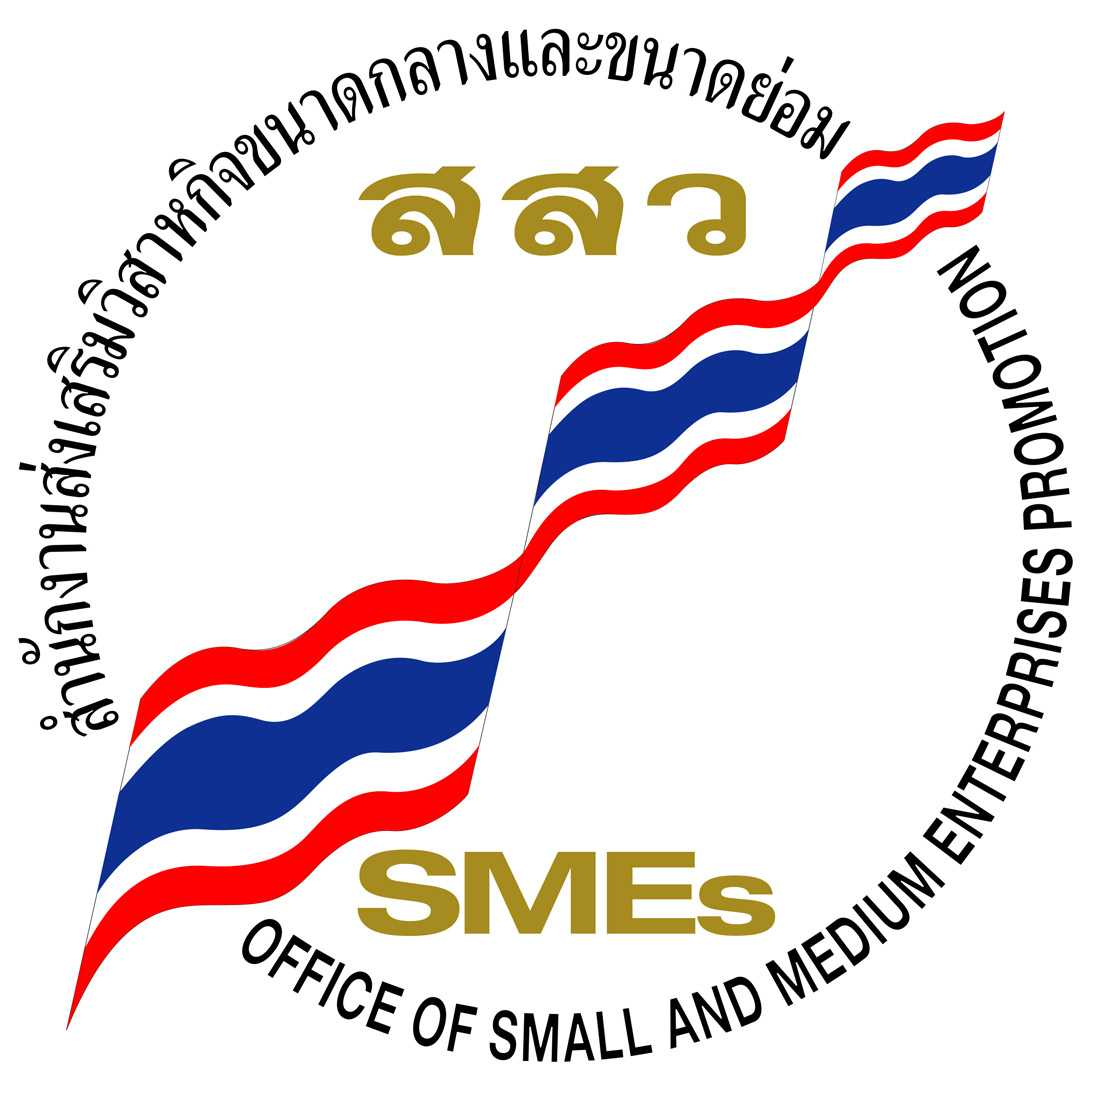 สำนักงานส่งเสริมวิสาหกิจขนาดกลางและขนาดย่อม
สสว
SMEs
OFFICE OF SMALL AND MEDIUM ENTERPRISES PROMOTION